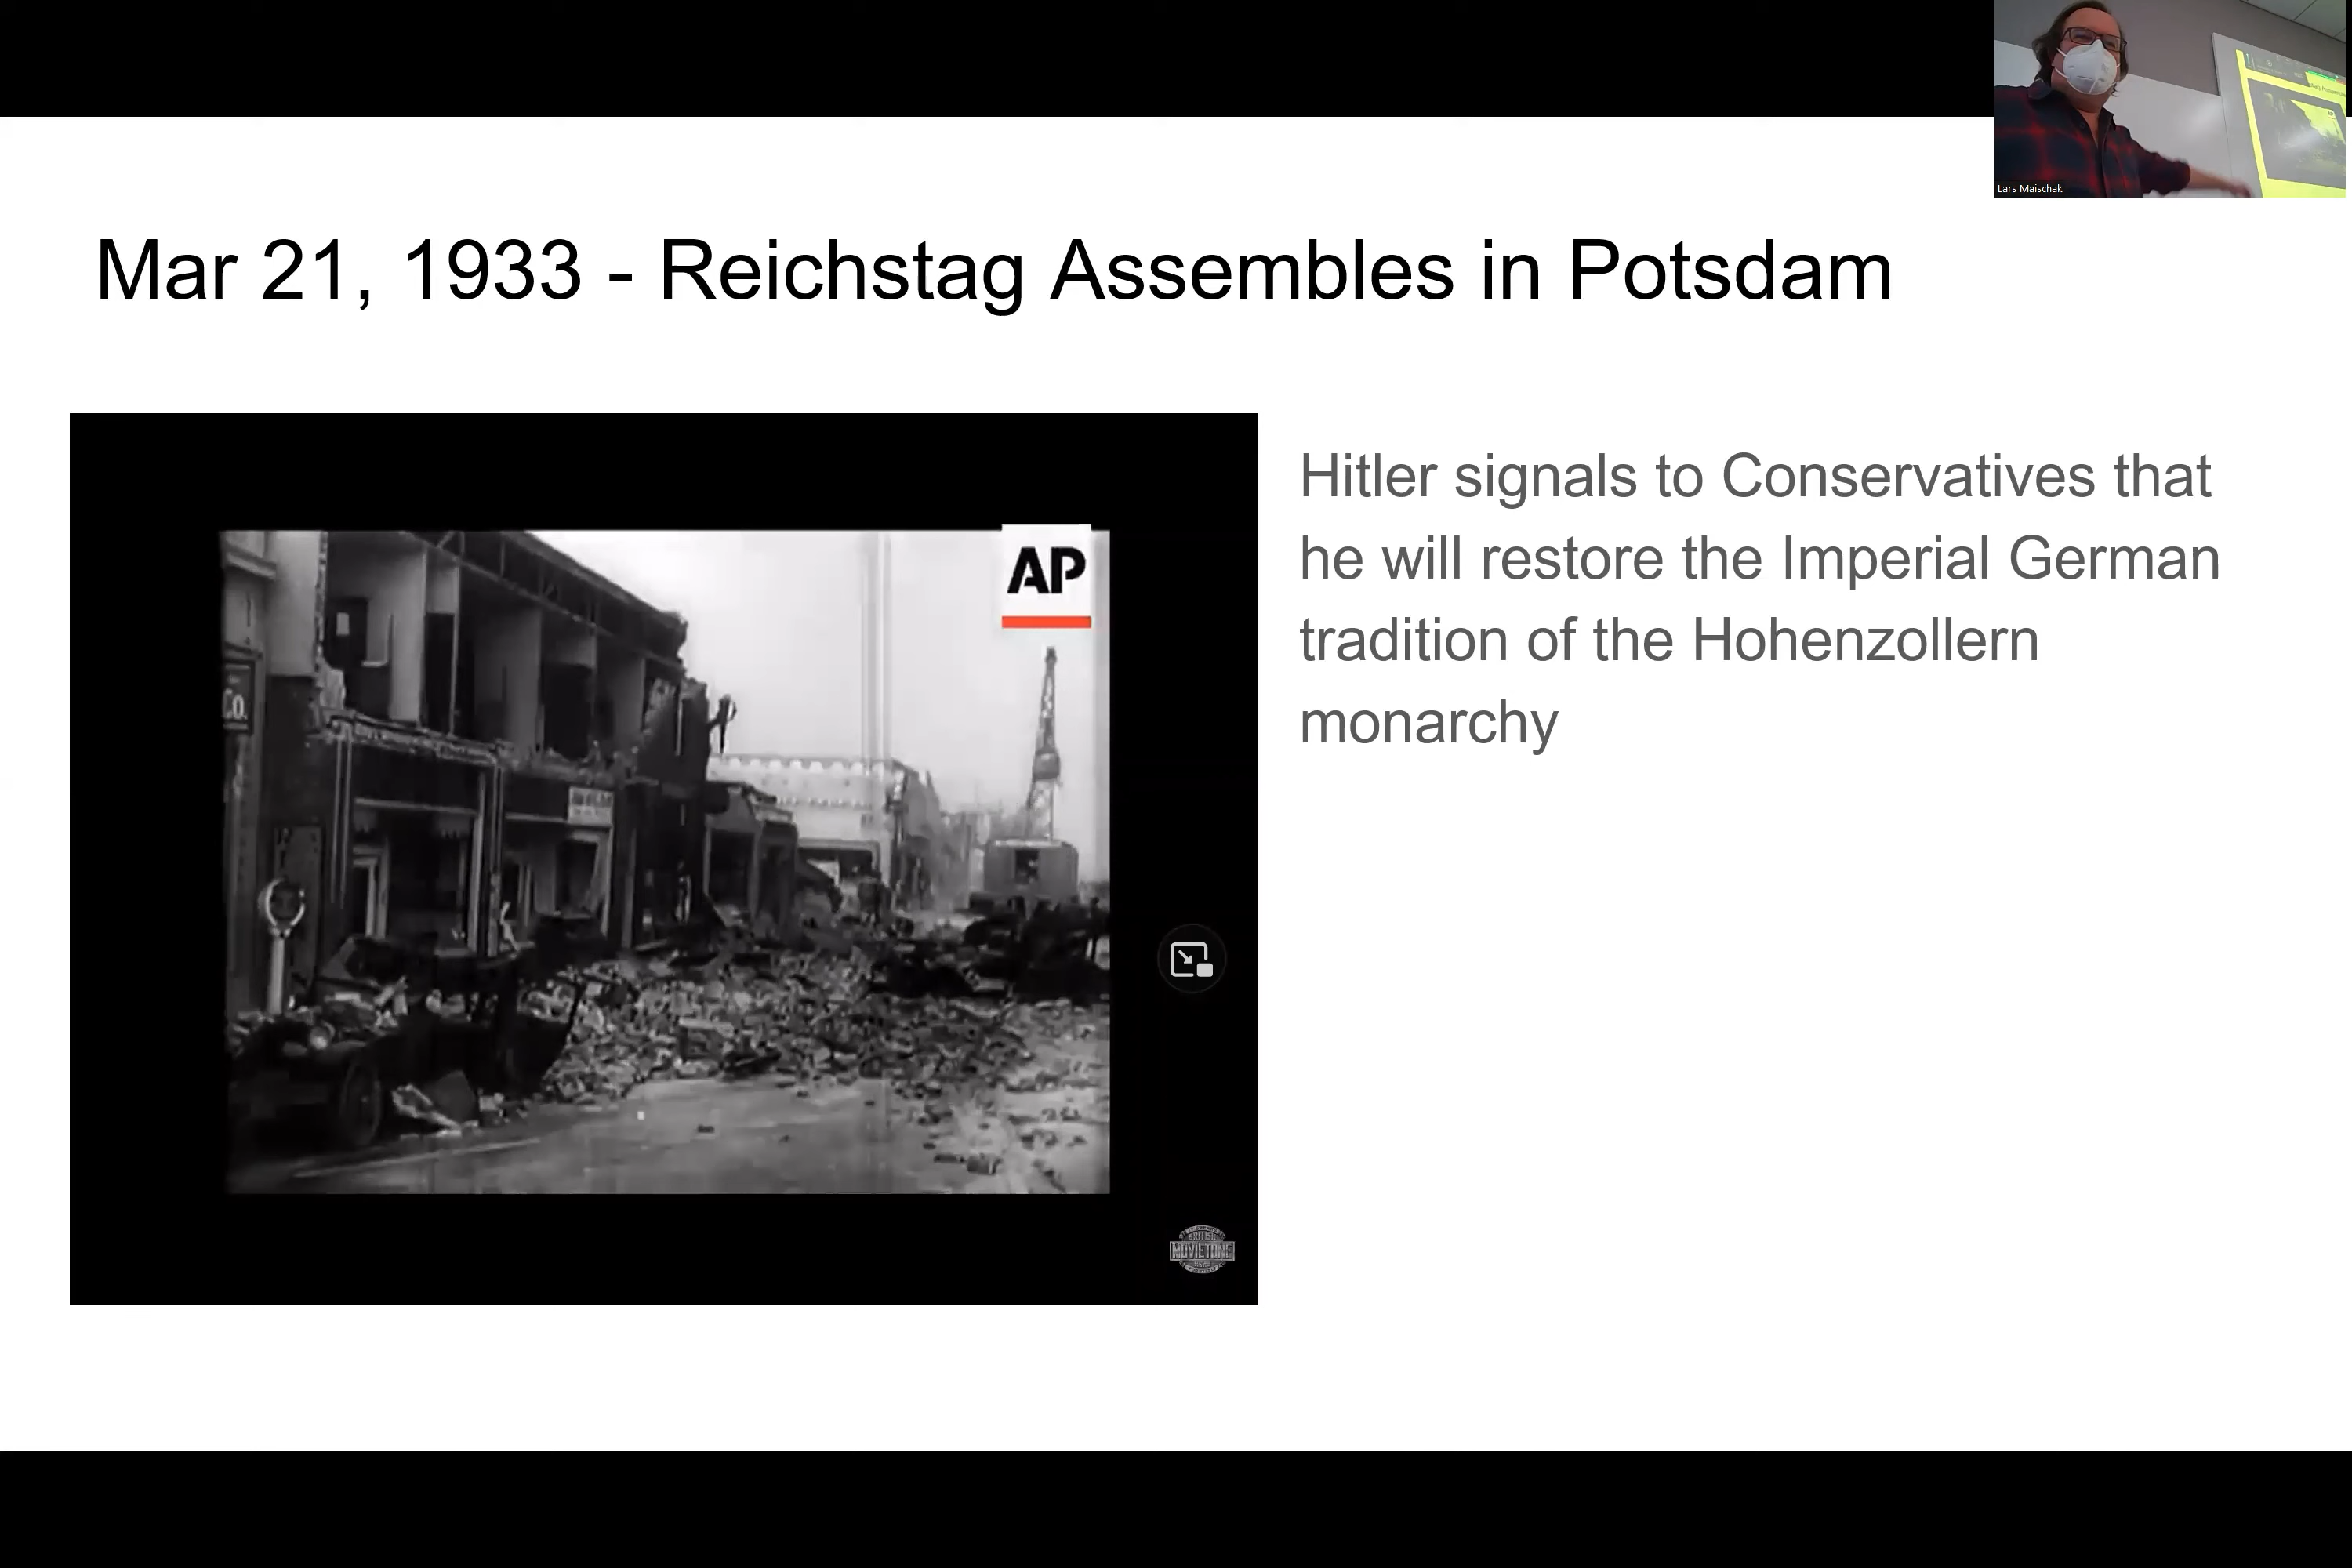 Lars Maischak
Mar 21, 1933 - Reichstag Assembles in Potsdam
AP
Co.
Hitler signals to Conservatives that
he will restore the Imperial German
tradition of the Hohenzollern
monarchy
BRITISH
MOVIETONE